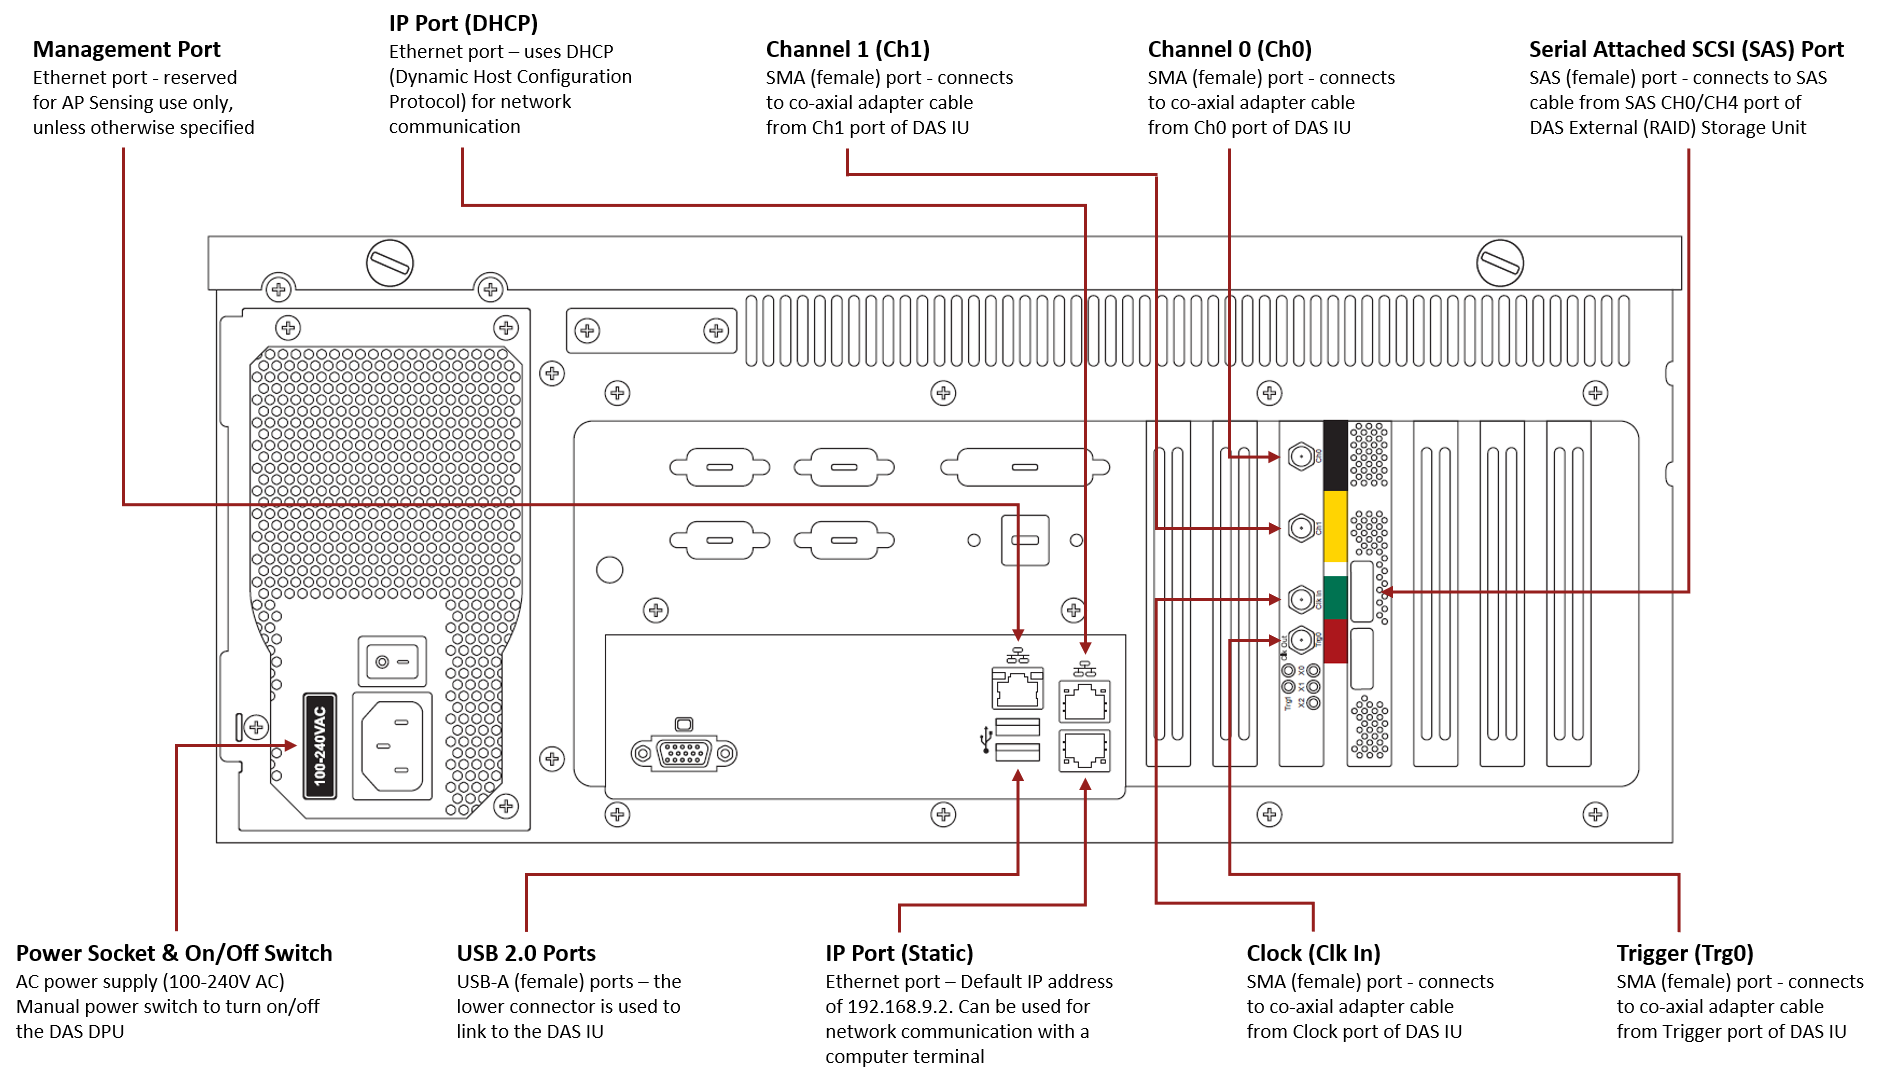 Management Port
Ethernet port - reserved
for AP Sensing use only,
unless otherwise specified
IP Port (DHCP)
Ethernet port – uses DHCP
(Dynamic Host Configuration
Protocol) for network
communication
Channel 1 (Ch1)
SMA (female) port - connects
to co-axial adapter cable
from Ch1 port of DAS IU
Channel 0 (Ch0)
SMA (female) port - connects
to co-axial adapter cable
from Ch0 port of DAS IU
Serial Attached SCSI (SAS) Port
SAS (female) port - connects to SAS
cable from SAS CH0/CH4 port of
DAS External (RAID) Storage Unit
Ch0
Ch1
Clk In
Clk Out
Trg0
X0
X1
Trg1
X2
100-240VAC
Power Socket & On/Off Switch
AC power supply (100-240V AC)
Manual power switch to turn on/off
the DAS DPU
USB 2.0 Ports
USB-A (female) ports – the
lower connector is used to
link to the DAS IU
IP Port (Static)
Ethernet port – Default IP address
of 192.168.9.2. Can be used for
network communication with a
computer terminal
Clock (Clk In)
SMA (female) port - connects
to co-axial adapter cable
from Clock port of DAS IU
Trigger (Trg0)
SMA (female) port - connects
to co-axial adapter cable
from Trigger port of DAS IU